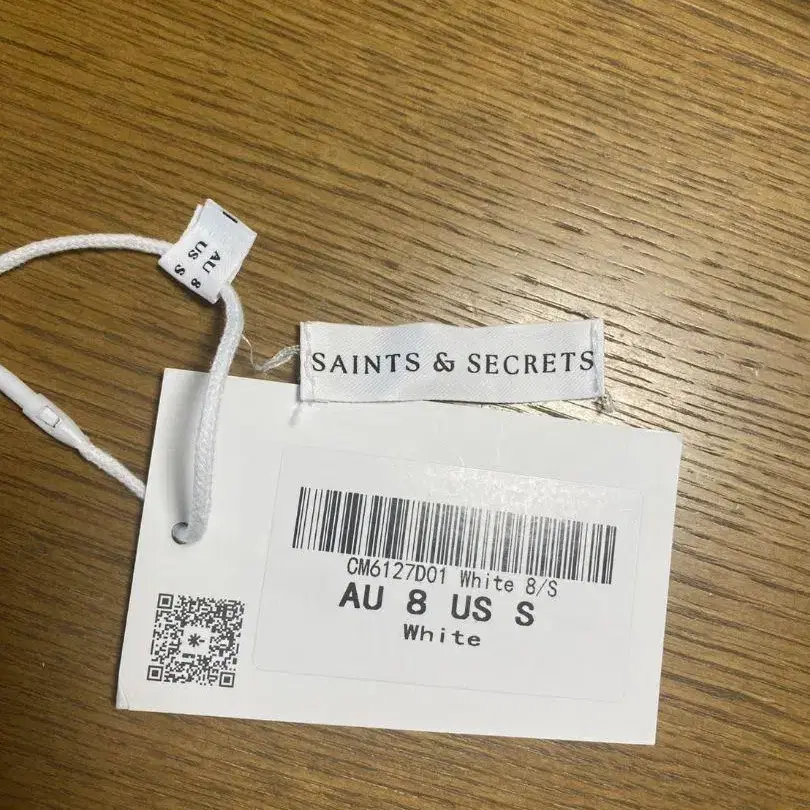 AU 8
US S
SAINTS & SECRETS
CM6127D01 White 8/S
AU 8 US S
White